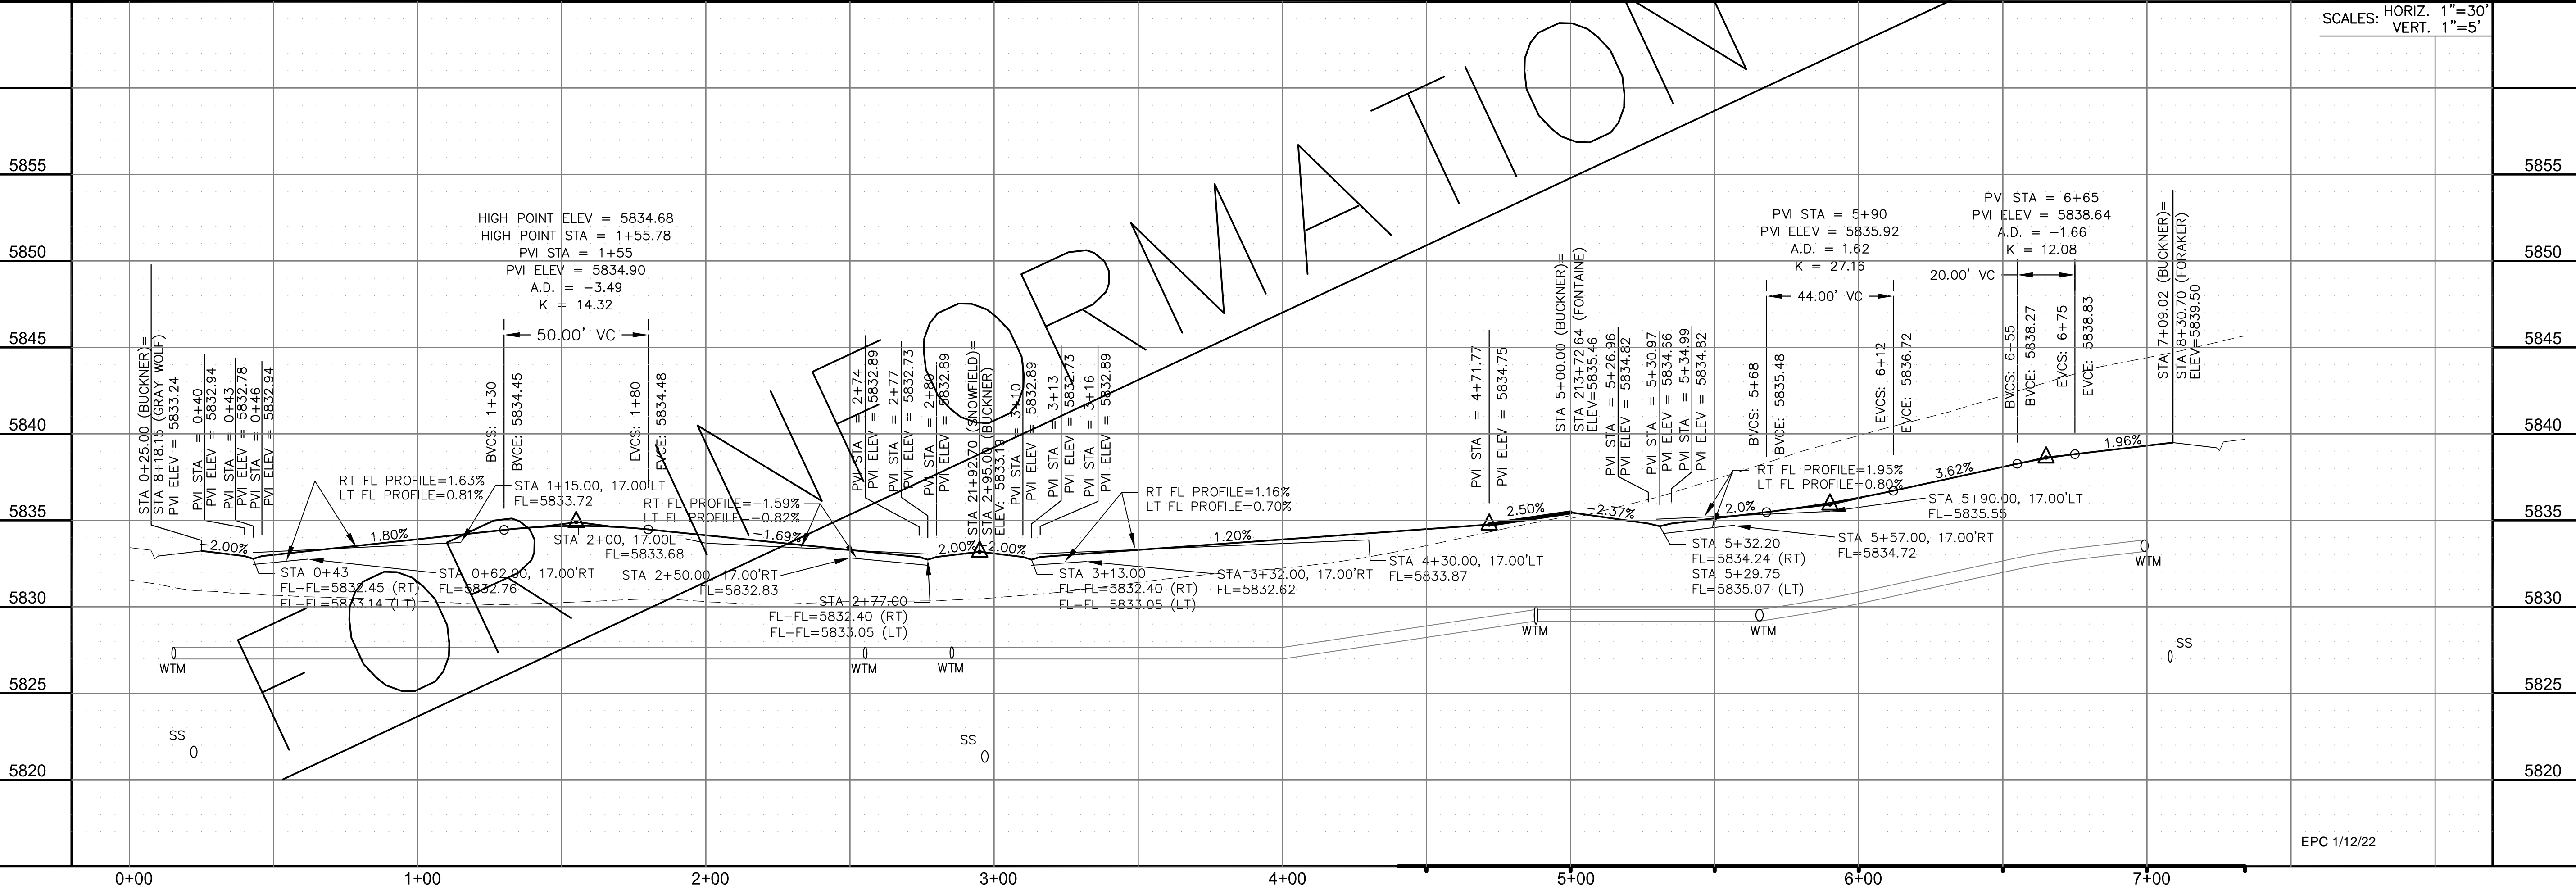 SCALES: HORIZ. 1"=30'
VERT. 1"=5'
FOR INFORMATION
5855
5850
5845
5840
5835
5830
5825
5820
5855
5850
5845
5840
5835
5830
5825
5820
STA 0+25.00 (BUCKNER)=
STA 8+18.15 (GRAY WOLF)
PVI ELEV = 5833.24
PVI STA = 0+40
PVI ELEV = 5832.94
PVI STA = 0+43
PVI ELEV = 5832.78
PVI STA = 0+46
PVI ELEV = 5832.94
HIGH POINT ELEV = 5834.68
HIGH POINT STA = 1+55.78
PVI STA = 1+55
PVI ELEV = 5834.90
A.D. = -3.49
K = 14.32
50.00' VC
BVCS: 1+30
BVCE: 5834.45
EVCS: 1+80
EVCE: 5834.48
RT FL PROFILE=1.63%
LT FL PROFILE=0.81%
STA 1+15.00, 17.00'LT
FL=5833.72
RT FL PROFILE=-1.59%
LT FL PROFILE=-0.82%
-2.00%
1.80%
-1.69%
STA 0+43
FL-FL=5832.45 (RT)
FL-FL=5833.14 (LT)
STA 0+62.00, 17.00'RT
FL=5832.76
STA 2+00, 17.00LT
FL=5833.68
STA 2+50.00, 17.00'RT
FL=5832.83
STA 2+77.00
FL-FL=5832.40 (RT)
FL-FL=5833.05 (LT)
PVI STA = 2+74
PVI ELEV = 5832.89
PVI STA = 2+77
PVI ELEV = 5832.73
PVI STA = 2+80
PVI ELEV = 5832.89
STA 21+92.70 (SNOWFIELD)=
STA 2+95.00 (BUCKNER)
ELEV: 5833.19
PVI STA = 3+10
PVI ELEV = 5832.89
PVI STA = 3+13
PVI ELEV = 5832.73
PVI STA = 3+16
PVI ELEV = 5832.89
2.00%
-2.00%
RT FL PROFILE=1.16%
LT FL PROFILE=0.70%
1.20%
STA 3+13.00
FL-FL=5832.40 (RT)
FL-FL=5833.05 (LT)
STA 3+32.00, 17.00'RT
FL=5832.62
STA 4+30.00, 17.00'LT
FL=5833.87
PVI STA = 4+71.77
PVI ELEV = 5834.75
STA 5+00.00 (BUCKNER)=
STA 213+72.64 (FONTAINE)
ELEV=5835.46
PVI STA = 5+26.96
PVI ELEV = 5834.82
PVI STA = 5+30.97
PVI ELEV = 5834.66
PVI STA = 5+34.99
PVI ELEV = 5834.82
2.50%
-2.37%
2.0%
3.62%
1.96%
PVI STA = 5+90
PVI ELEV = 5835.92
A.D. = 1.62
K = 27.16
44.00' VC
BVCS: 5+68
BVCE: 5835.48
EVCS: 6+12
EVCE: 5836.72
RT FL PROFILE=1.95%
LT FL PROFILE=0.80%
STA 5+90.00, 17.00'LT
FL=5835.55
STA 5+57.00, 17.00'RT
FL=5834.72
STA 5+32.20
FL=5834.24 (RT)
STA 5+29.75
FL=5835.07 (LT)
PVI STA = 6+65
PVI ELEV = 5838.64
A.D. = -1.66
K = 12.08
20.00' VC
BVCS: 6+55
BVCE: 5838.27
EVCS: 6+75
EVCE: 5838.83
STA 7+09.02 (BUCKNER)=
STA 8+30.70 (FORAKER)
ELEV=5839.50
WTM
WTM
WTM
WTM
WTM
WTM
SS
SS
SS
EPC 1/12/22
0+00
1+00
2+00
3+00
4+00
5+00
6+00
7+00